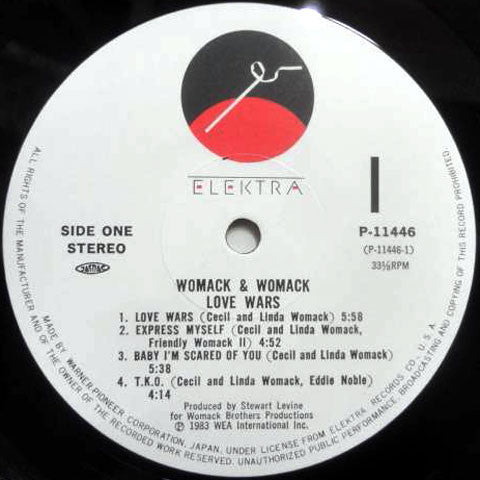 ELEKTRA
SIDE ONE
STEREO
JASRAC
P-11446
(P-11446-1)
33⅓RPM
WOMACK & WOMACK
LOVE WARS
1. LOVE WARS (Cecil and Linda Womack) 5:58
2. EXPRESS MYSELF (Cecil and Linda Womack,
Friendly Womack II) 4:52
3. BABY I'M SCARED OF YOU (Cecil and Linda Womack)
5:38
4. T.K.O. (Cecil and Linda Womack, Eddie Noble)
4:14
Produced by Stewart Levine
for Womack Brothers Productions
Ⓟ1983 WEA International Inc.
MADE BY WARNER-PIONEER CORPORATION, JAPAN, UNDER LICENSE FROM ELEKTRA RECORDS CO., U.S.A.
ALL RIGHTS OF THE MANUFACTURER AND OF THE OWNER OF THE RECORDED WORK RESERVED. UNAUTHORIZED PUBLIC PERFORMANCE, BROADCASTING AND COPYING OF THIS RECORD PROHIBITED.